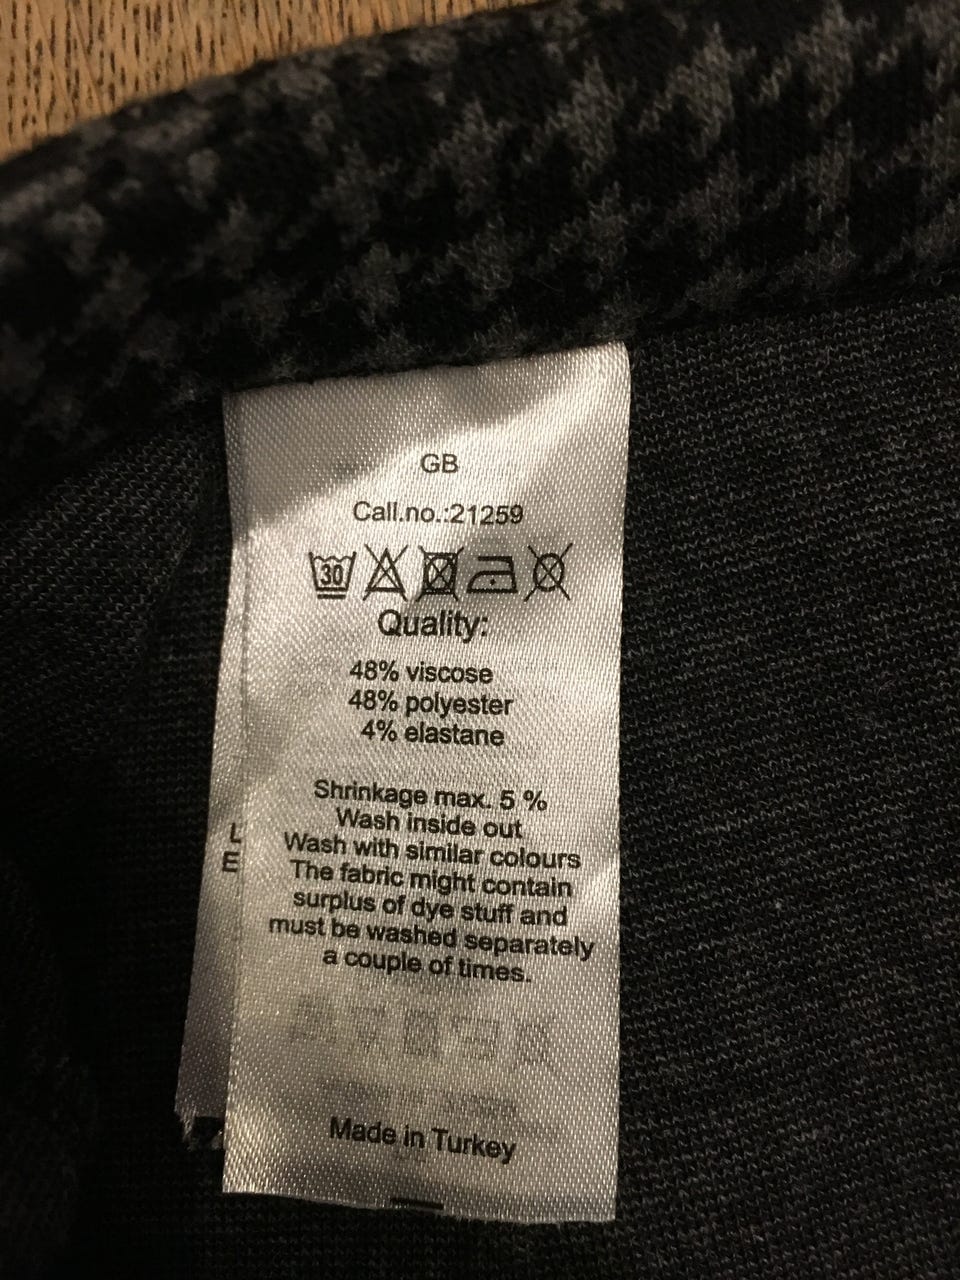 GB
Call.no.:21259
30
Quality:
48% viscose
48% polyester
4% elastane
Shrinkage max. 5 %
Wash inside out
Wash with similar colours
The fabric might contain
surplus of dye stuff and
must be washed separately
a couple of times.
Made in Turkey
L
E